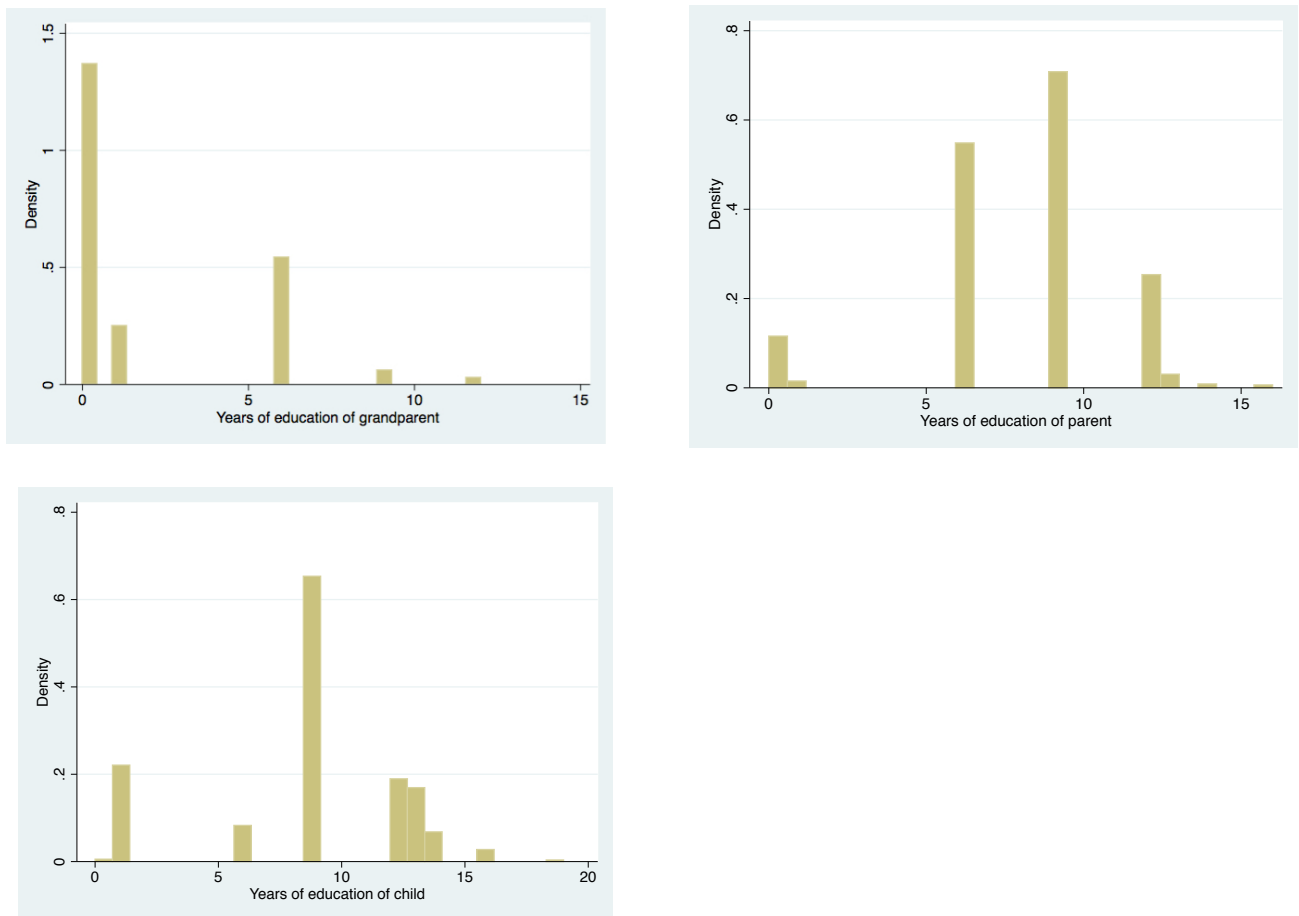 1.5
1
.5
0
Density
0 5 10 15
Years of education of grandparent
.8
.6
.4
.2
0
Density
0 5 10 15
Years of education of parent
.8
.6
.4
.2
0
Density
0 5 10 15 20
Years of education of child